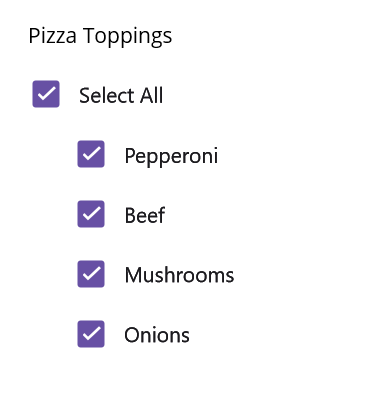 Pizza Toppings
Select All
Pepperoni
Beef
Mushrooms
Onions